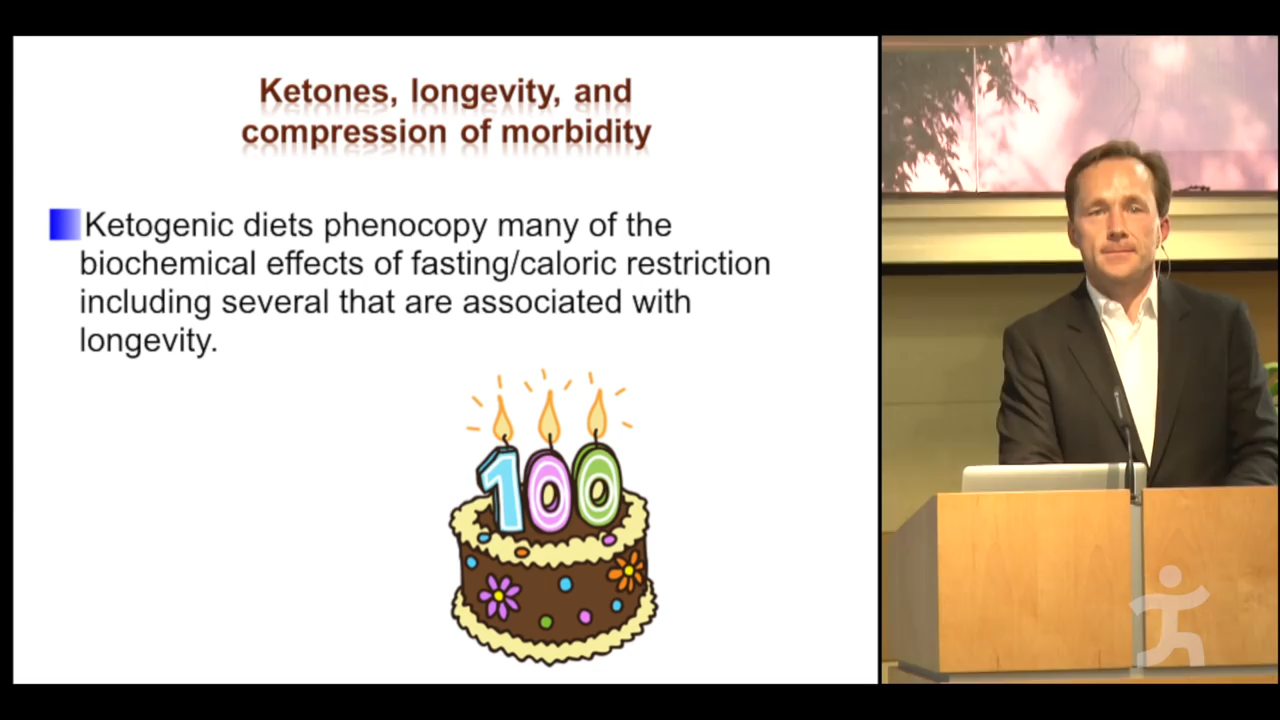 Ketones, longevity, and
compression of morbidity
Ketogenic diets phenocopy many of the
biochemical effects of fasting/caloric restriction
including several that are associated with
longevity.
100